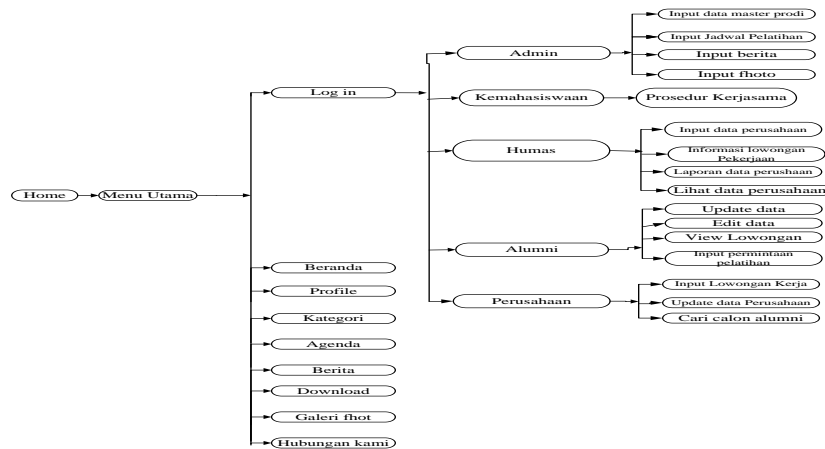 Home
Menu Utama
Log in
Beranda
Profile
Kategori
Agenda
Berita
Download
Galeri fhot
Hubungan kami
Admin
Kemahasiswaan
Humas
Alumni
Perusahaan
Input data master prodi
Input Jadwal Pelatihan
Input berita
Input fhoto
Prosedur Kerjasama
Input data perusahaan
Informasi lowongan
Pekerjaan
Laporan data perushaan
Lihat data perusahaan
Update data
Edit data
View Lowongan
Input permintaan
pelatihan
Input Lowongan Kerja
Update data Perusahaan
Cari calon alumni